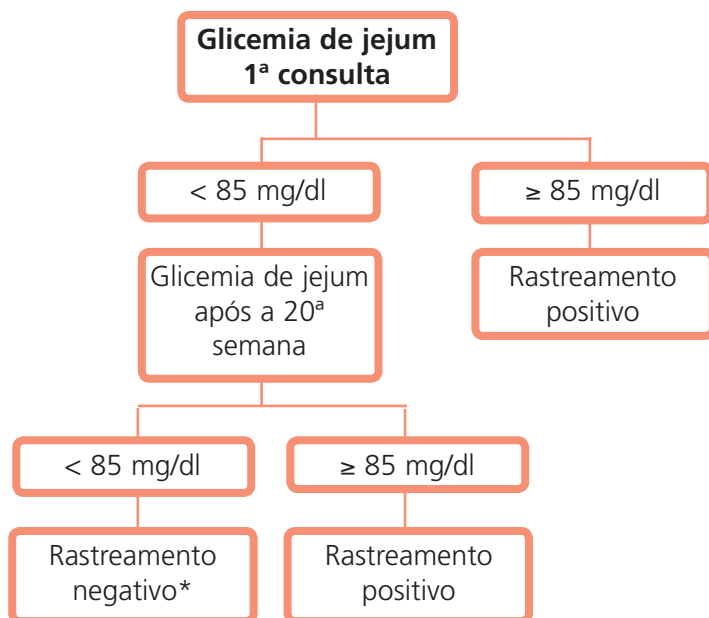 Glicemia de jejum
1ª consulta
< 85 mg/dl
≥ 85 mg/dl
Glicemia de jejum
após a 20ª
semana
Rastreamento
positivo
< 85 mg/dl
≥ 85 mg/dl
Rastreamento
negativo*
Rastreamento
positivo